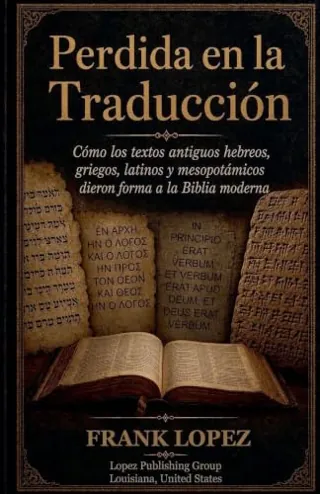 Perdida en la
Traducción
Cómo los textos antiguos hebreos,
griegos, latinos y mesopotámicos
dieron forma a la Biblia moderna
ΕΝ ΑΡΧΗ
ΗΝ Ο ΛΟΓΟΣ
ΚΑΙ Ο ΛΟΓΟΣ
ΗΝ ΠΡΟΣ
ΤΟΝ ΘΕΟΝ
ΚΑΙ ΘΕΟΣ
ΗΝ Ο ΛΟΓΟΣ
IN
PRINCIPIO
ERAT
VERBUM
ET VERBUM
ERAT APUD
DEUM, ET
DEUS ERAT
VERBUM
FRANK LOPEZ
Lopez Publishing Group
Louisiana, United States